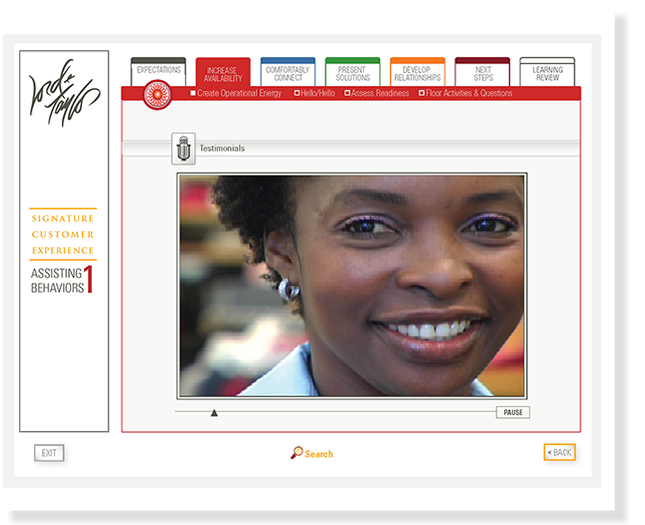 Lord & Taylor
EXPECTATIONS
INCREASE
AVAILABILITY
COMFORTABLY
CONNECT
PRESENT
SOLUTIONS
DEVELOP
RELATIONSHIPS
NEXT
STEPS
LEARNING
REVIEW
Create Operational Energy Hello/Hello Assess Readiness Floor Activities & Questions
Testimonials
SIGNATURE
CUSTOMER
EXPERIENCE
ASSISTING 1
BEHAVIORS
PAUSE
EXIT
Search
< BACK